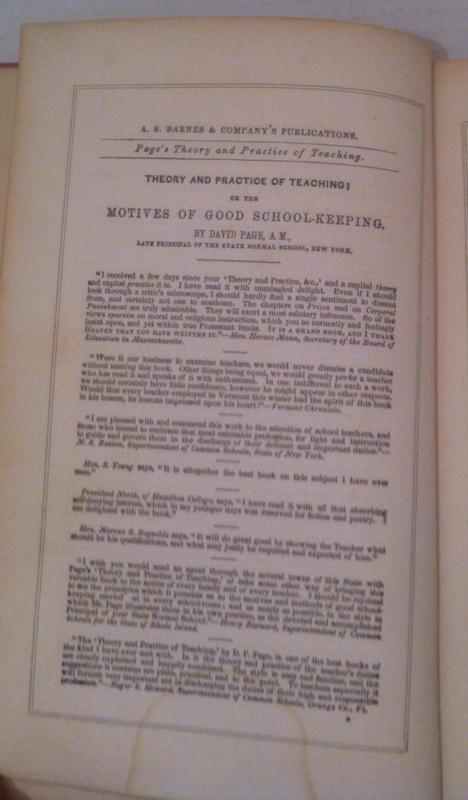 A. S. BARNES & COMPANY'S PUBLICATIONS.
Page's Theory and Practice of Teaching.
THEORY AND PRACTICE OF TEACHING;
OR THE
MOTIVES OF GOOD SCHOOL-KEEPING.
BY DAVID PAGE, A.M.,
LATE PRINCIPAL OF THE STATE NORMAL SCHOOL, NEW YORK.
"I received a few days since your 'Theory and Practice, &c.,' and a capital theory
and capital practice it is. I have read it with unmingled delight. Even if I should
look through a critic's microscope, I should hardly find a single sentiment to dissent
from, and certainly not one to condemn. The chapters on Prizes and on Corporal
Punishment are truly admirable. They will exert a most salutary influence. So of the
views sparsim on moral and religious instruction, which you so earnestly and feelingly
insist upon, and yet within true Protestant limits. IT IS A GRAND BOOK, AND I THANK
HEAVEN THAT YOU HAVE WRITTEN IT."—Hon. Horace Mann, Secretary of the Board of
Education in Massachusetts.
"Were it our business to examine teachers, we would never dismiss a candidate
without naming this book. Other things being equal, we would greatly prefer a teacher
who has read it and speaks of it with enthusiasm. In one indifferent to such a work,
we should certainly have little confidence, however he might appear in other respects.
Would that every teacher employed in Vermont this winter had the spirit of this book
in his bosom, its lessons impressed upon his heart!"—Vermont Chronicle.
"I am pleased with and commend this work to the attention of school teachers, and
those who intend to embrace that most estimable profession, for light and instruction
to guide and govern them in the discharge of their delicate and important duties."—
N. S. Benton, Superintendent of Common Schools, State of New York.
Hon. S. Young says, "It is altogether the best book on this subject I have ever
seen."
President North, of Hamilton College, says, "I have read it with all that absorbing
self-denying interest, which in my younger days was reserved for fiction and poetry. I
am delighted with the book."
Hon. Marcus S. Reynolds says, "It will do great good by showing the Teacher what
should be his qualifications, and what may justly be required and expected of him."
"I wish you would send an agent through the several towns of this State with
Page's 'Theory and Practice of Teaching,' or take some other way of bringing this
valuable book to the notice of every family and of every teacher. I should be rejoiced
to see the principles which it presents as to the motives and methods of good school-
keeping carried out in every school-room; and as nearly as possible, in the style in
which Mr. Page illustrates them in his own practice, as the devoted and accomplished
Principal of your State Normal School."—Henry Barnard, Superintendent of Common
Schools for the State of Rhode Island.
"The 'Theory and Practice of Teaching,' by D. P. Page, is one of the best books of
the kind I have ever met with. In it the theory and practice of the teacher's duties
are clearly explained and happily combined. The style is easy and familiar, and the
suggestions it contains are plain, practical, and to the point. To teachers especially it
will furnish very important aid in discharging the duties of their high and responsible
profession."—Roger S. Howard, Superintendent of Common Schools, Orange Co., Vt.